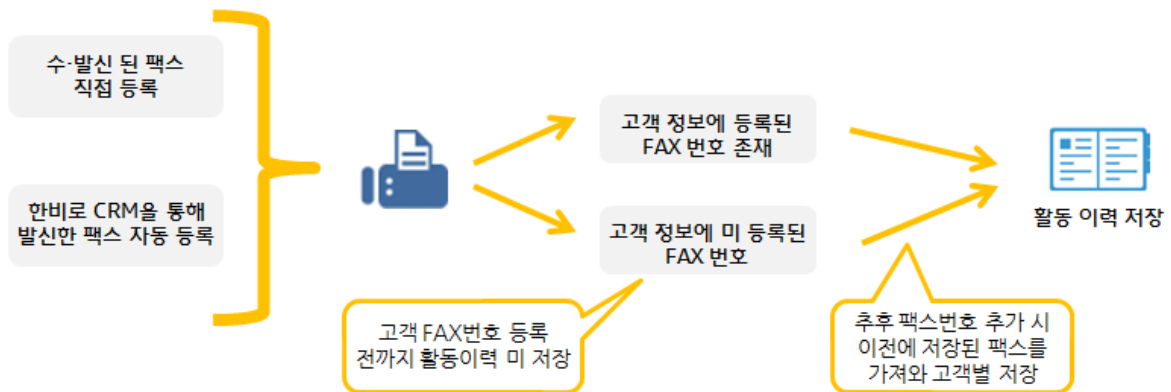 수·발신 된 팩스
직접 등록
한비로 CRM을 통해
발신한 팩스 자동 등록
고객 정보에 등록된
FAX 번호 존재
고객 정보에 미 등록된
FAX 번호
활동 이력 저장
고객 FAX번호 등록
전까지 활동이력 미 저장
추후 팩스번호 추가 시
이전에 저장된 팩스를
가져와 고객별 저장